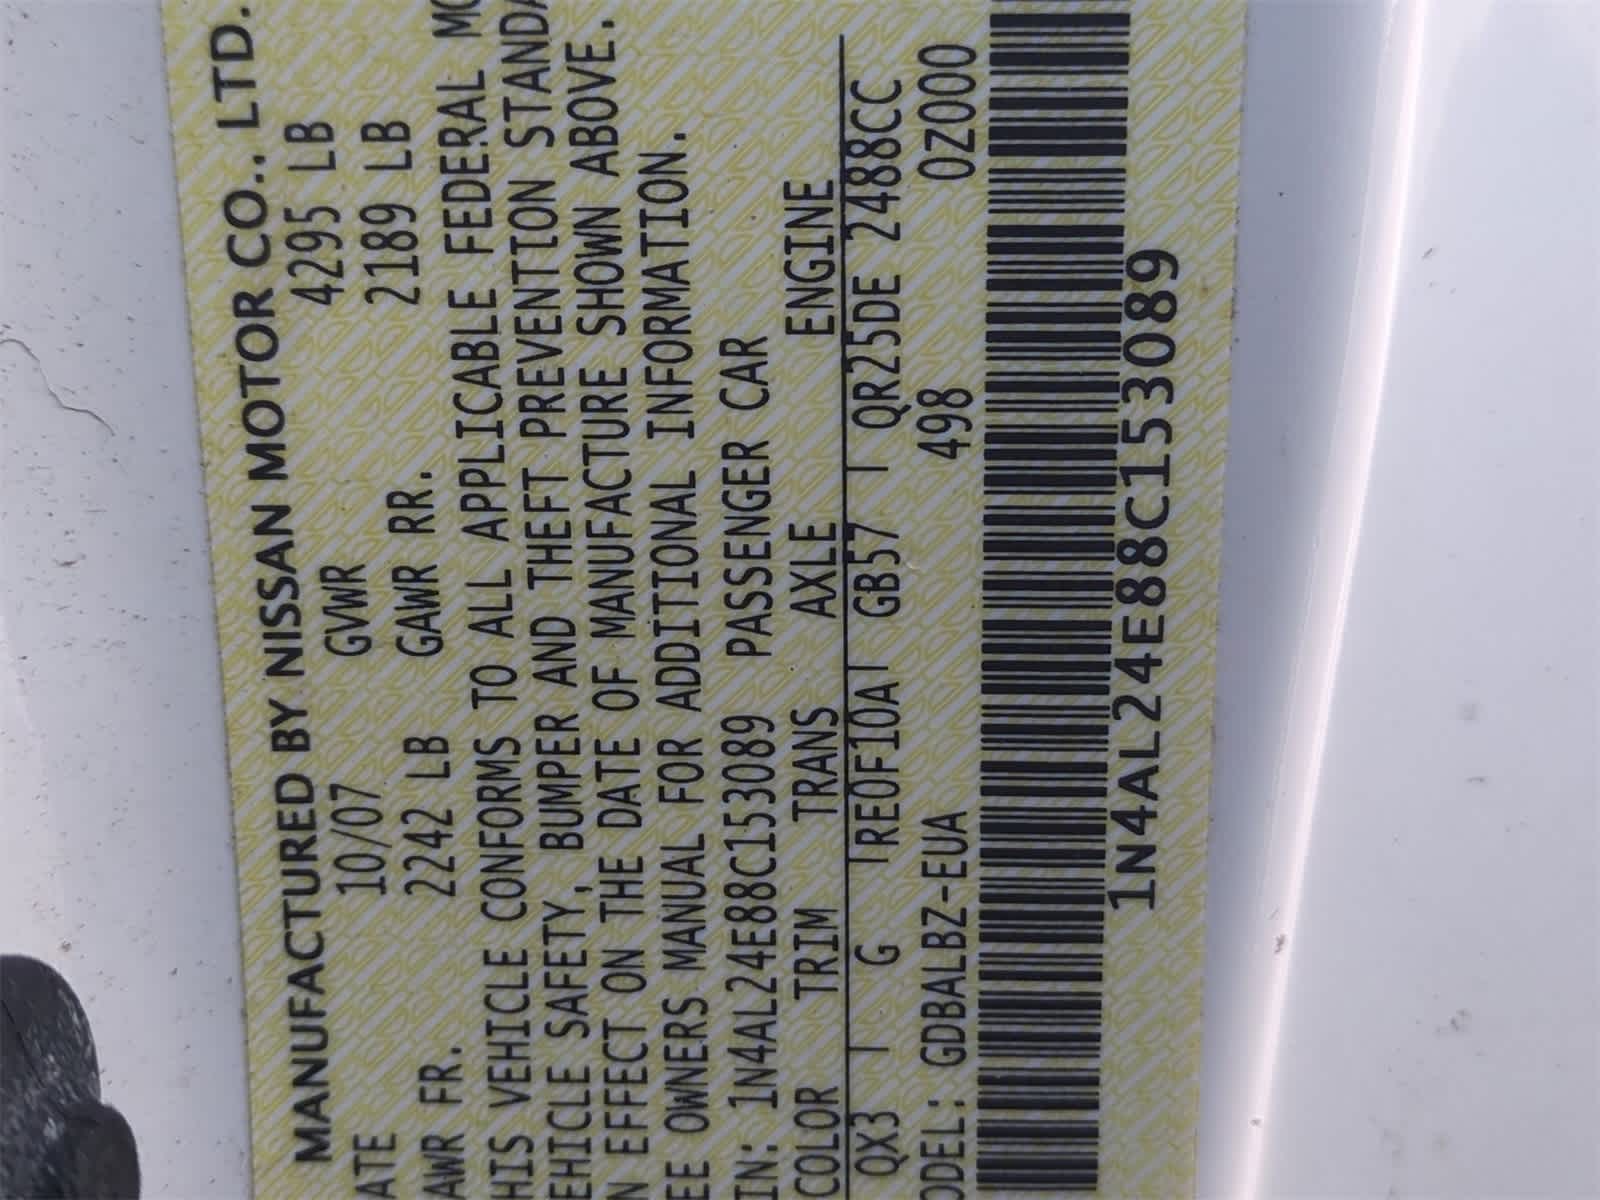 MANUFACTURED BY NISSAN MOTOR CO., LTD.
ATE 10/07 GVWR 4295 LB
AWR FR. 2242 LB GAWR RR. 2189 LB
HIS VEHICLE CONFORMS TO ALL APPLICABLE FEDERAL MO
EHICLE SAFETY, BUMPER AND THEFT PREVENTION STANDA
N EFFECT ON THE DATE OF MANUFACTURE SHOWN ABOVE.
EE OWNERS MANUAL FOR ADDITIONAL INFORMATION.
IN: 1N4AL24E88C153089 PASSENGER CAR
COLOR TRIM TRANS AXLE ENGINE
QX3 G RE0F10A GB57 QR25DE 2488CC
ODEL: GDBALBZ-EUA 498 0Z000
1N4AL24E88C153089